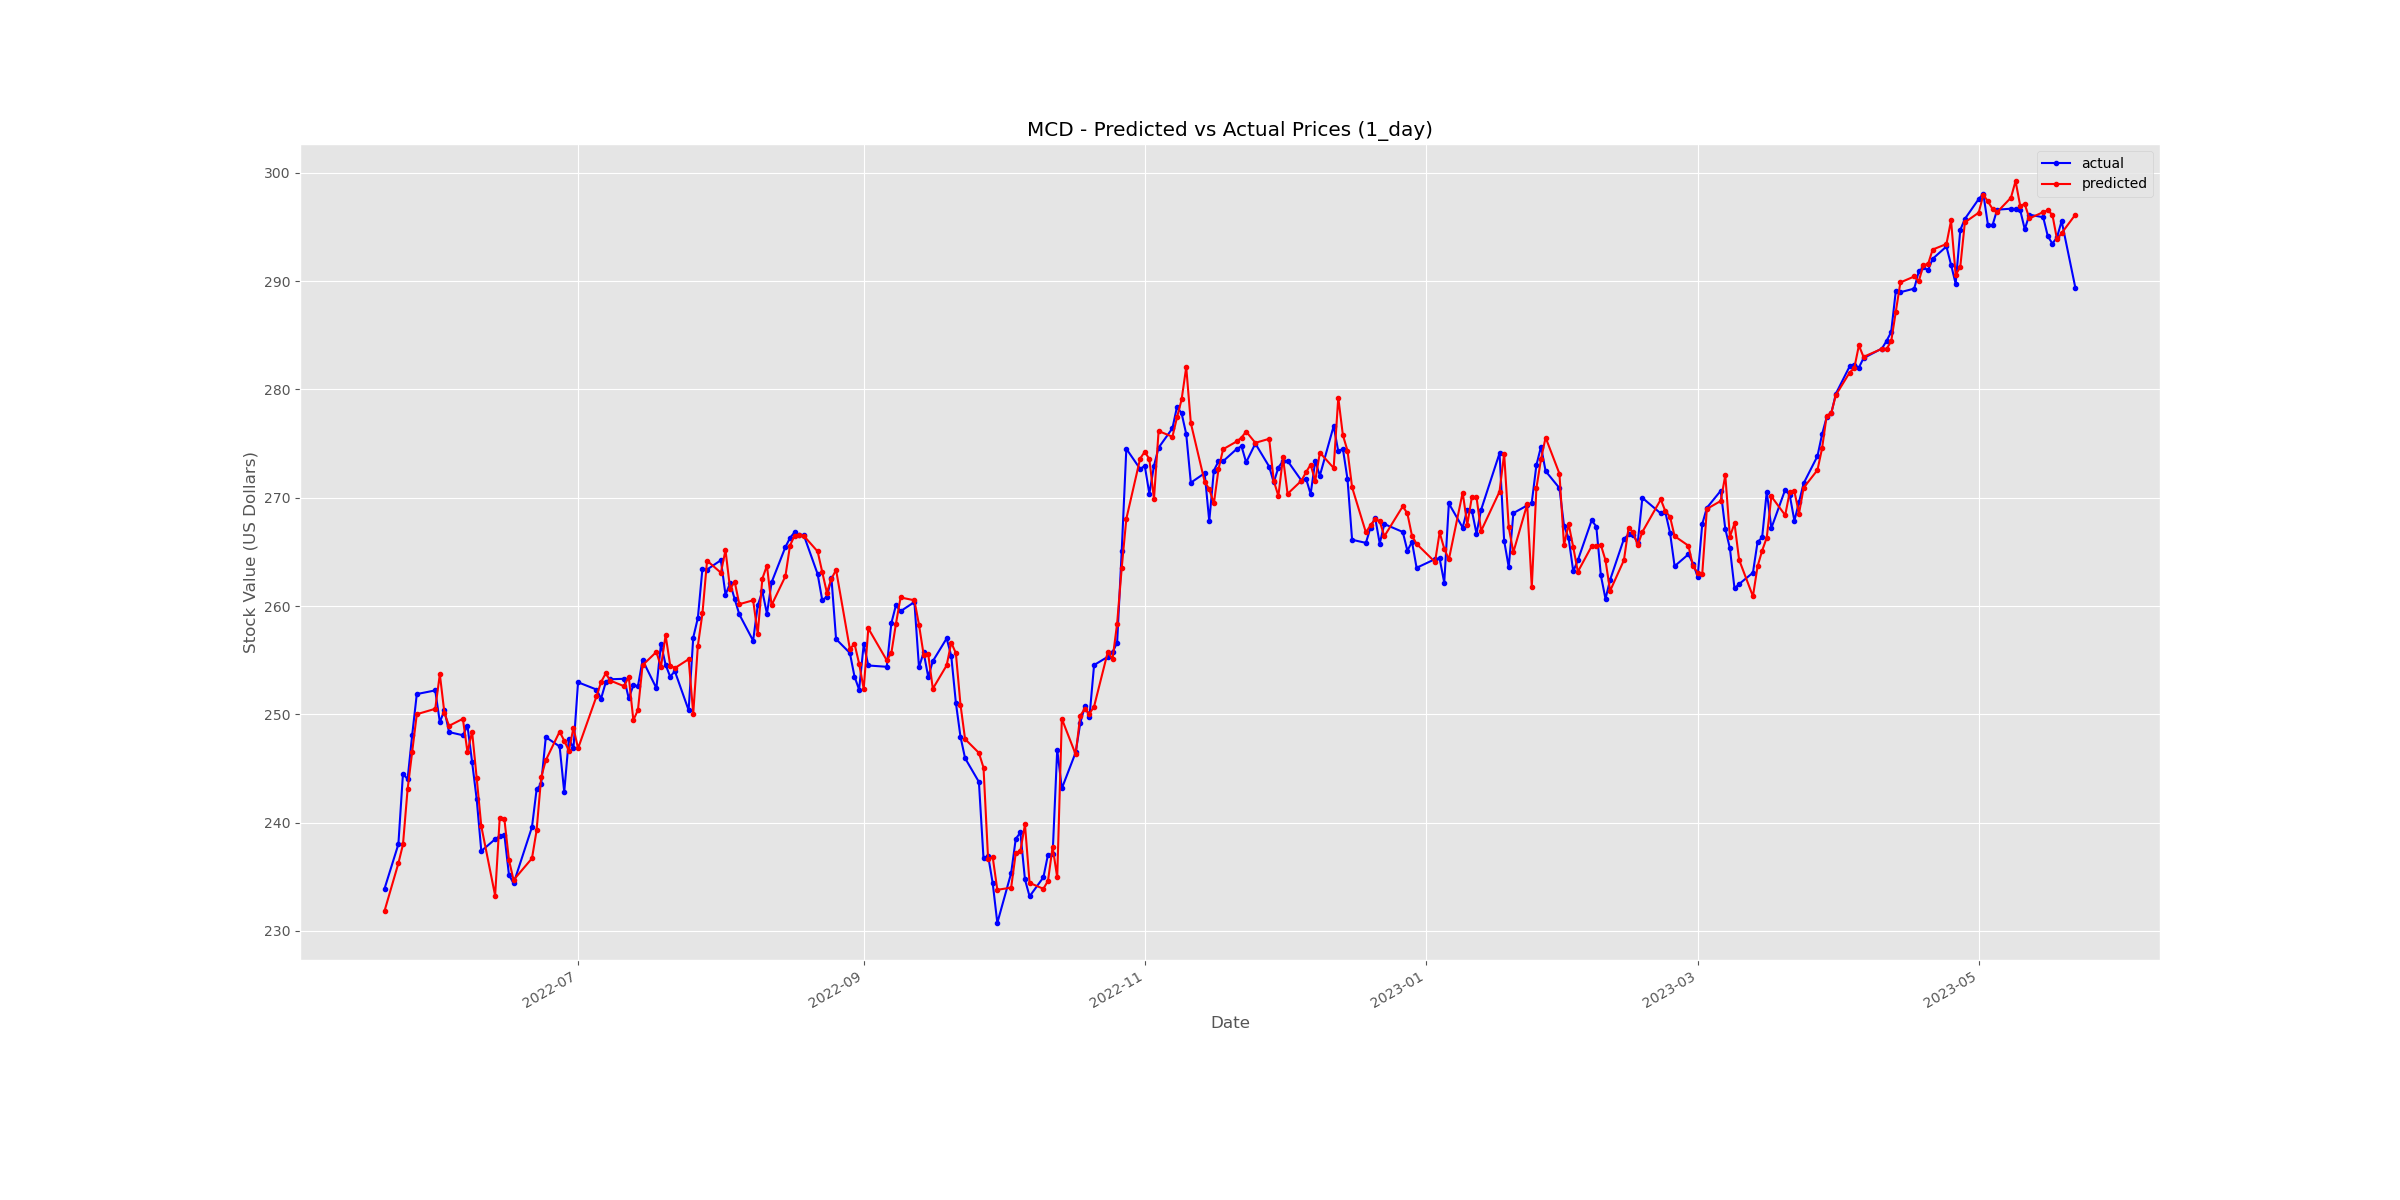 MCD - Predicted vs Actual Prices (1_day)
actual
predicted
300
290
280
270
260
250
240
230
Stock Value (US Dollars)
2022-07
2022-09
2022-11
2023-01
2023-03
2023-05
Date